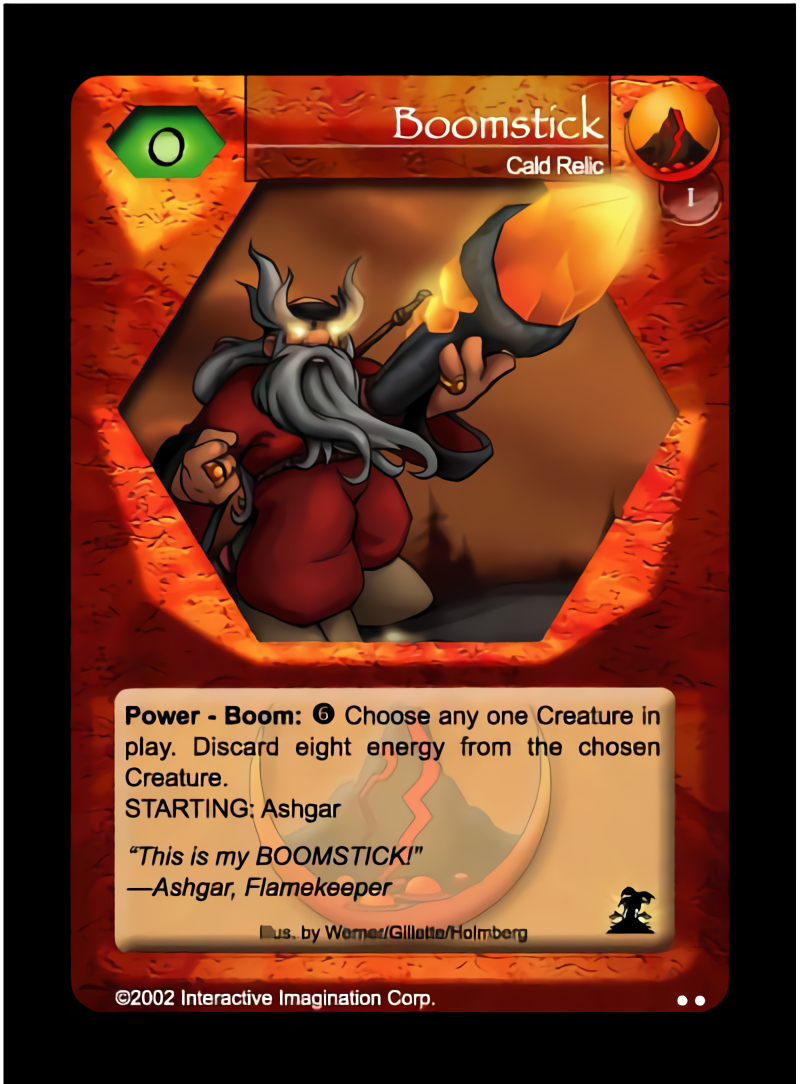 0
Boomstick
Cald Relic
1
Power - Boom: ❻ Choose any one Creature in
play. Discard eight energy from the chosen
Creature.
STARTING: Ashgar
“This is my BOOMSTICK!”
—Ashgar, Flamekeeper
Illus. by Werner/Gillette/Holmberg
©2002 Interactive Imagination Corp.